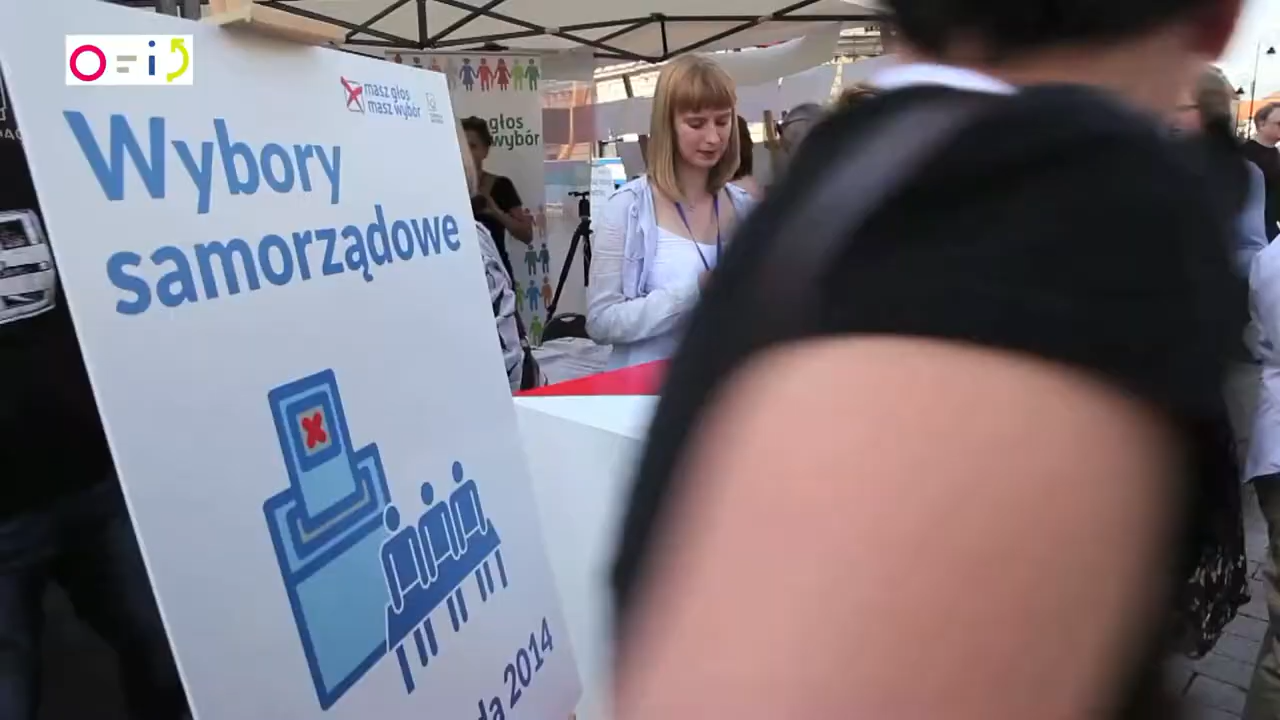 O = i
masz głos
masz wybór
Wybory
samorządowe
da 2014
głos
wybór